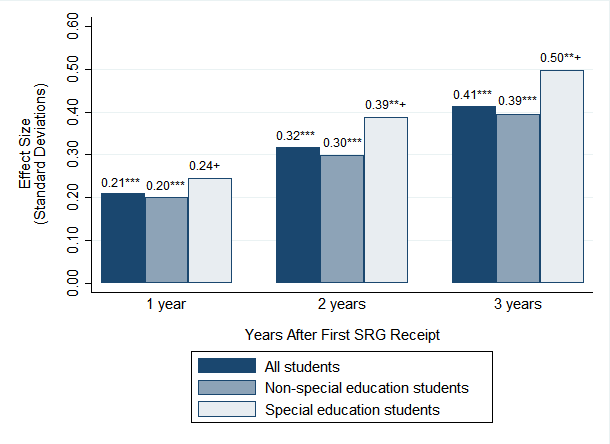 Effect Size
(Standard Deviations)
0.60
0.50
0.40
0.30
0.20
0.10
0.00
0.21***
0.20***
0.24+
0.32***
0.30***
0.39**+
0.41***
0.39***
0.50**+
1 year
2 years
3 years
Years After First SRG Receipt
All students
Non-special education students
Special education students